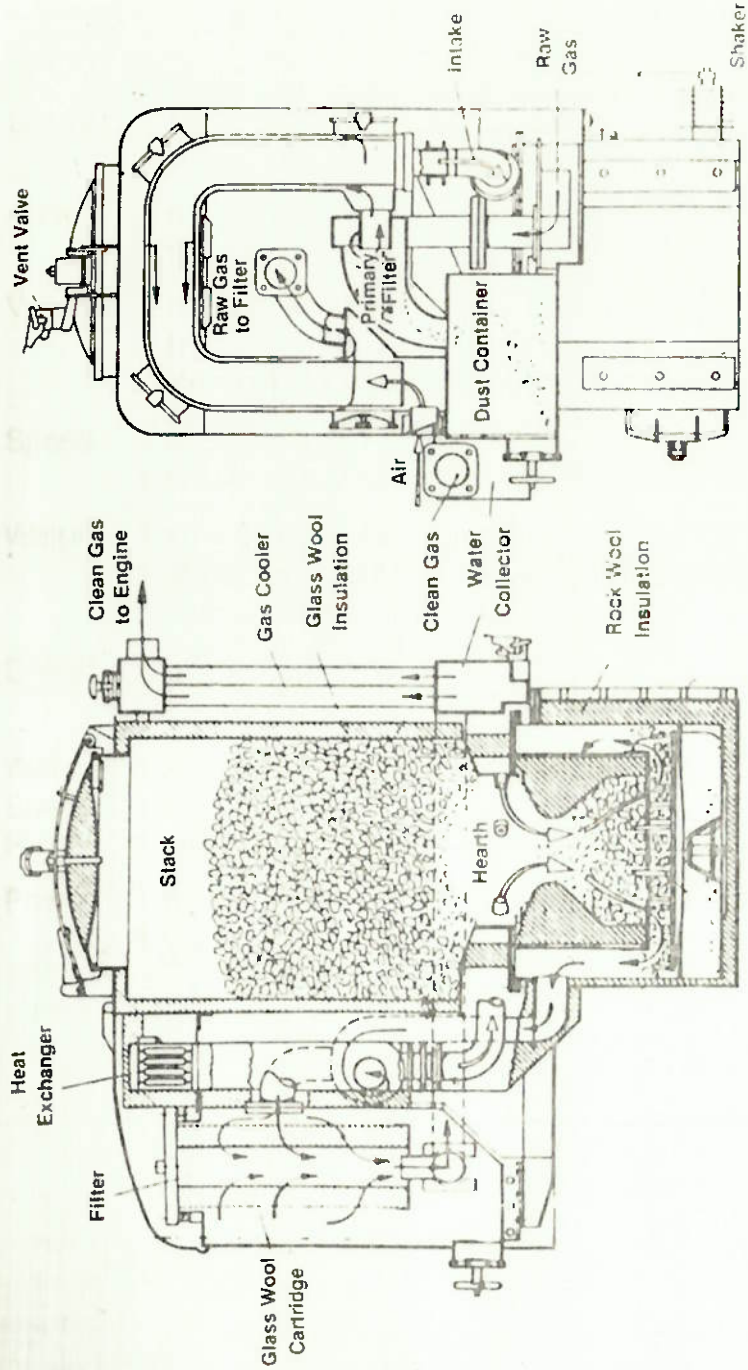 Heat
Exchanger
Filter
Glass Wool
Cartridge
Stack
Hearth
Clean Gas
to Engine
Gas Cooler
Glass Wool
Insulation
Clean Gas
Water
Collector
Rock Wool
Insulation
Vent Valve
Raw Gas
to Filter
Primary
Filter
Dust Container
Air
Intake
Raw
Gas
Shaker